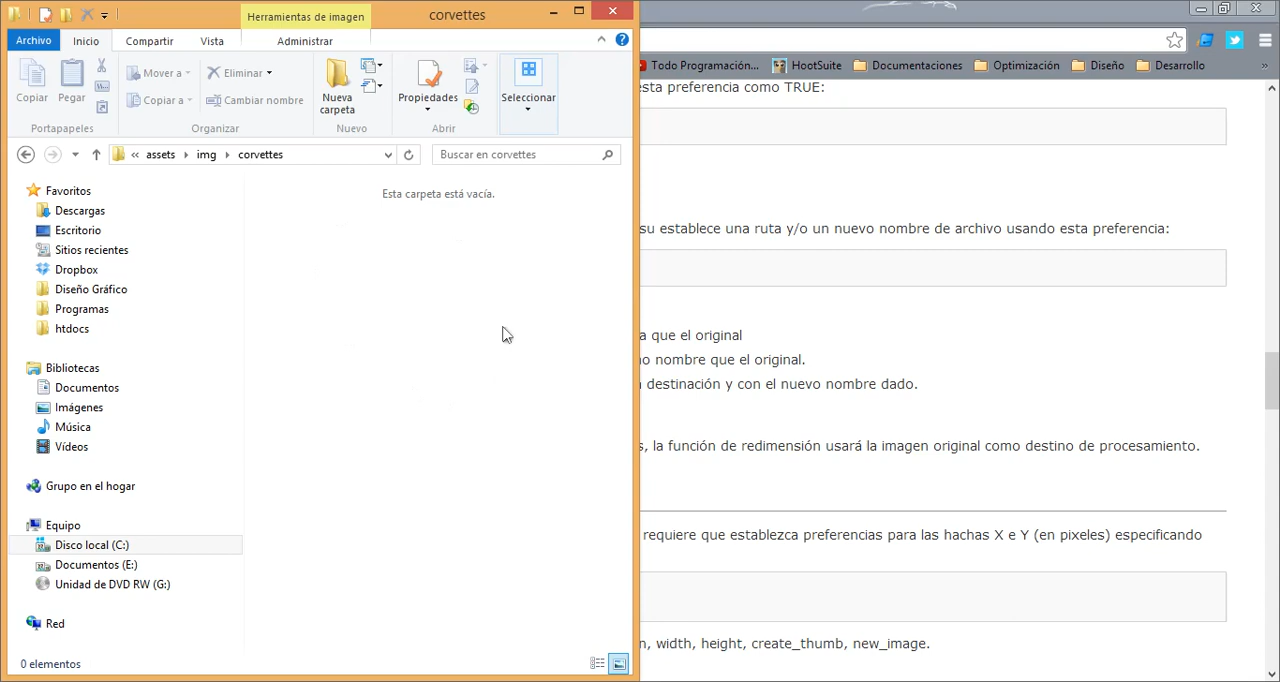 Herramientas de imagen
corvettes
Archivo
Inicio
Compartir
Vista
Administrar
Copiar
Pegar
Mover a
Copiar a
Eliminar
Cambiar nombre
Nueva
carpeta
Propiedades
Seleccionar
Portapapeles
Organizar
Nuevo
Abrir
assets
img
corvettes
Buscar en corvettes
Esta carpeta está vacía.
Favoritos
Descargas
Escritorio
Sitios recientes
Dropbox
Diseño Gráfico
Programas
htdocs
Bibliotecas
Documentos
Imágenes
Música
Vídeos
Grupo en el hogar
Equipo
Disco local (C:)
Documentos (E:)
Unidad de DVD RW (G:)
Red
0 elementos
Todo Programación...
HootSuite
Documentaciones
Optimización
Diseño
Desarrollo
»
esta preferencia como TRUE:
su establece una ruta y/o un nuevo nombre de archivo usando esta preferencia:
a que el original
no nombre que el original.
destinación y con el nuevo nombre dado.
s, la función de redimensión usará la imagen original como destino de procesamiento.
requiere que establezca preferencias para las hachas X e Y (en pixeles) especificando
n, width, height, create_thumb, new_image.